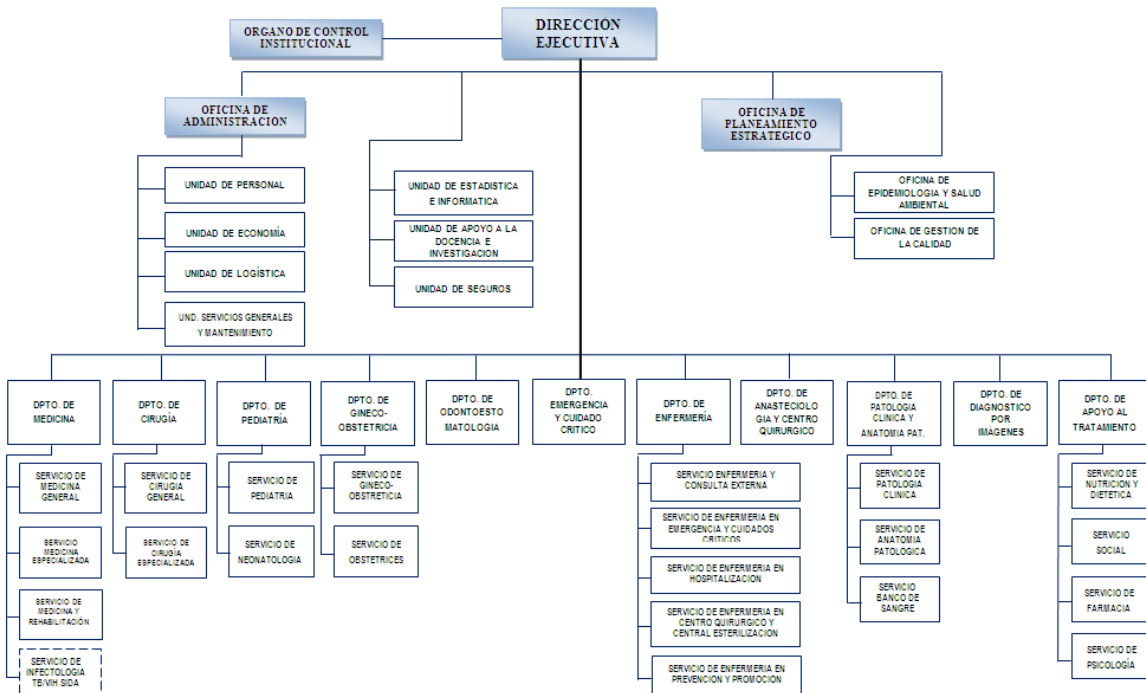 DIRECCIÓN
EJECUTIVA
ORGANO DE CONTROL
INSTITUCIONAL
OFICINA DE
ADMINISTRACION
OFICINA DE
PLANEAMIENTO
ESTRATEGICO
UNIDAD DE PERSONAL
UNIDAD DE ECONOMÍA
UNIDAD DE LOGÍSTICA
UND. SERVICIOS GENERALES
Y MANTENIMIENTO
UNIDAD DE ESTADISTICA
E INFORMATICA
UNIDAD DE APOYO A LA
DOCENCIA E
INVESTIGACION
UNIDAD DE SEGUROS
OFICINA DE
EPIDEMIOLOGIA Y SALUD
AMBIENTAL
OFICINA DE GESTION DE
LA CALIDAD
DPTO. DE
MEDICINA
DPTO. DE
CIRUGÍA
DPTO. DE
PEDIATRÍA
DPTO. DE
GINECO-
OBSTETRICIA
DPTO. DE
ODONTOESTO
MATOLOGIA
DPTO.
EMERGENCIA
Y CUIDADO
CRITICO
DPTO. DE
ENFERMERÍA
DPTO. DE
ANASTECIOLO
GIA Y CENTRO
QUIRURGICO
DPTO. DE
PATOLOGIA
CLINICA Y
ANATOMIA PAT.
DPTO. DE
DIAGNOSTICO
POR
IMÁGENES
DPTO. DE
APOYO AL
TRATAMIENTO
SERVICIO DE
MEDICINA
GENERAL
SERVICIO
MEDICINA
ESPECIALIZADA
SERVICIO DE
MEDICINA Y
REHABILITACIÓN
SERVICIO DE
INFECTOLOGIA
TB/VIH SIDA
SERVICIO DE
CIRUGIA
GENERAL
SERVICIO DE
CIRUGÍA
ESPECIALIZADA
SERVICIO DE
PEDIATRIA
SERVICIO DE
NEONATOLOGIA
SERVICIO DE
GINECO-
OBSTRETICIA
SERVICIO DE
OBSTETRICES
SERVICIO ENFERMERIA Y
CONSULTA EXTERNA
SERVICIO DE ENFERMERIA EN
EMERGENCIA Y CUIDADOS
CRITICOS
SERVICIO DE ENFERMERIA EN
HOSPITALIZACION
SERVICIO DE ENFERMERIA EN
CENTRO QUIRURGICO Y
CENTRAL ESTERILIZACION
SERVICIO DE ENFERMERIA EN
PREVENCION Y PROMOCION
SERVICIO DE
PATOLOGIA
CLINICA
SERVICIO DE
ANATOMIA
PATOLOGICA
SERVICIO
BANCO DE
SANGRE
SERVICIO DE
NUTRICION Y
DIETETICA
SERVICIO
SOCIAL
SERVICIO DE
FARMACIA
SERVICIO DE
PSICOLOGÍA